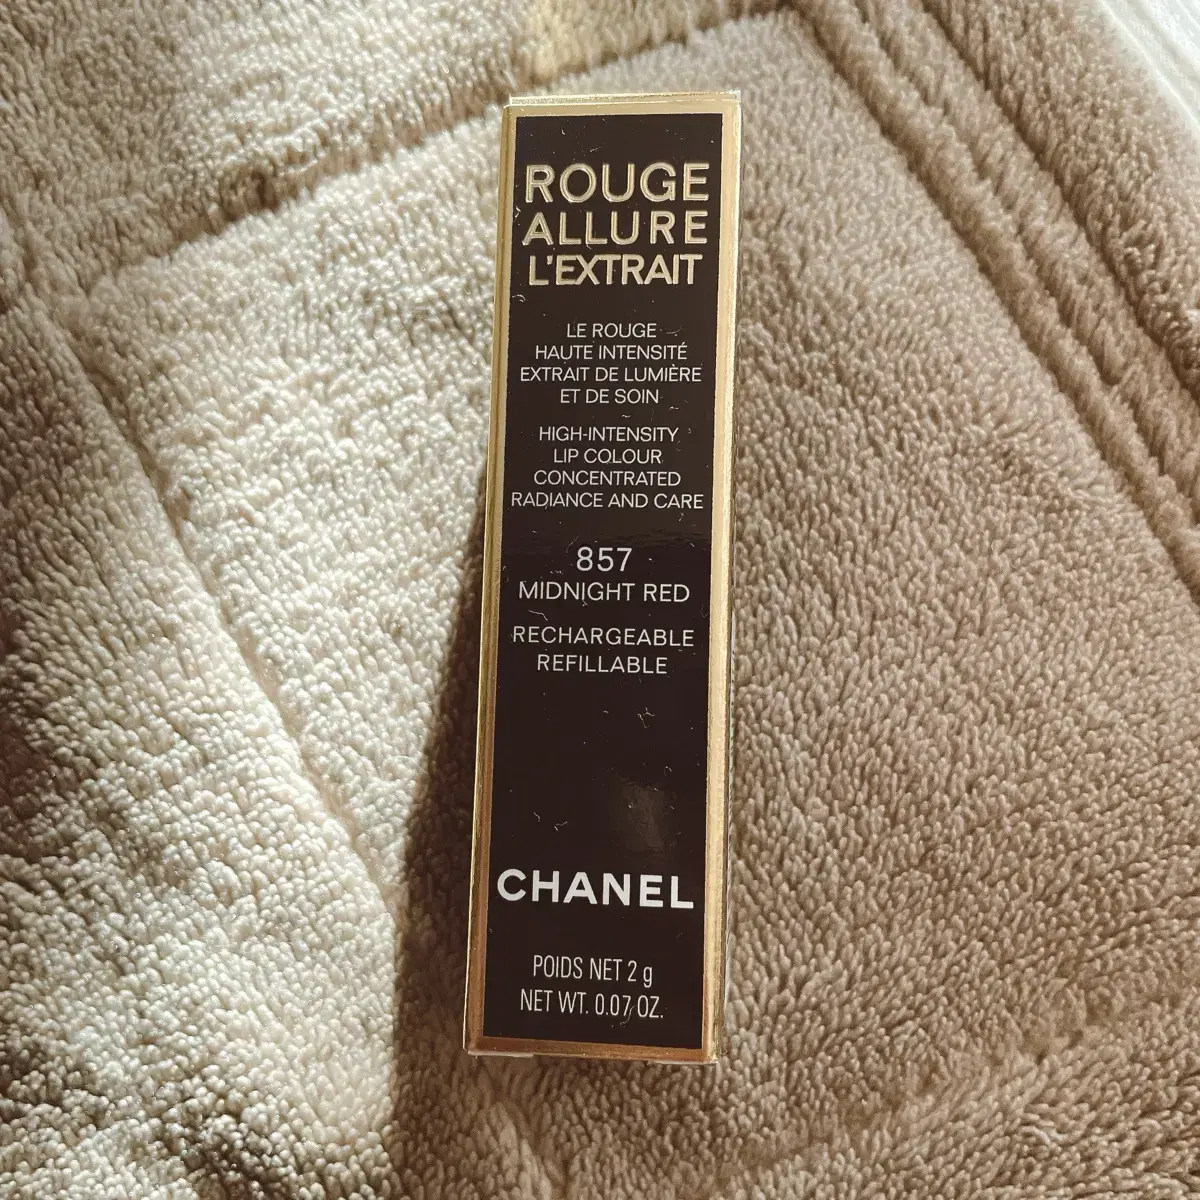 ROUGE
ALLURE
L'EXTRAIT
LE ROUGE
HAUTE INTENSITÉ
EXTRAIT DE LUMIÈRE
ET DE SOIN
HIGH-INTENSITY
LIP COLOUR
CONCENTRATED
RADIANCE AND CARE
857
MIDNIGHT RED
RECHARGEABLE
REFILLABLE
CHANEL
POIDS NET 2 g
NET WT. 0.07 OZ.